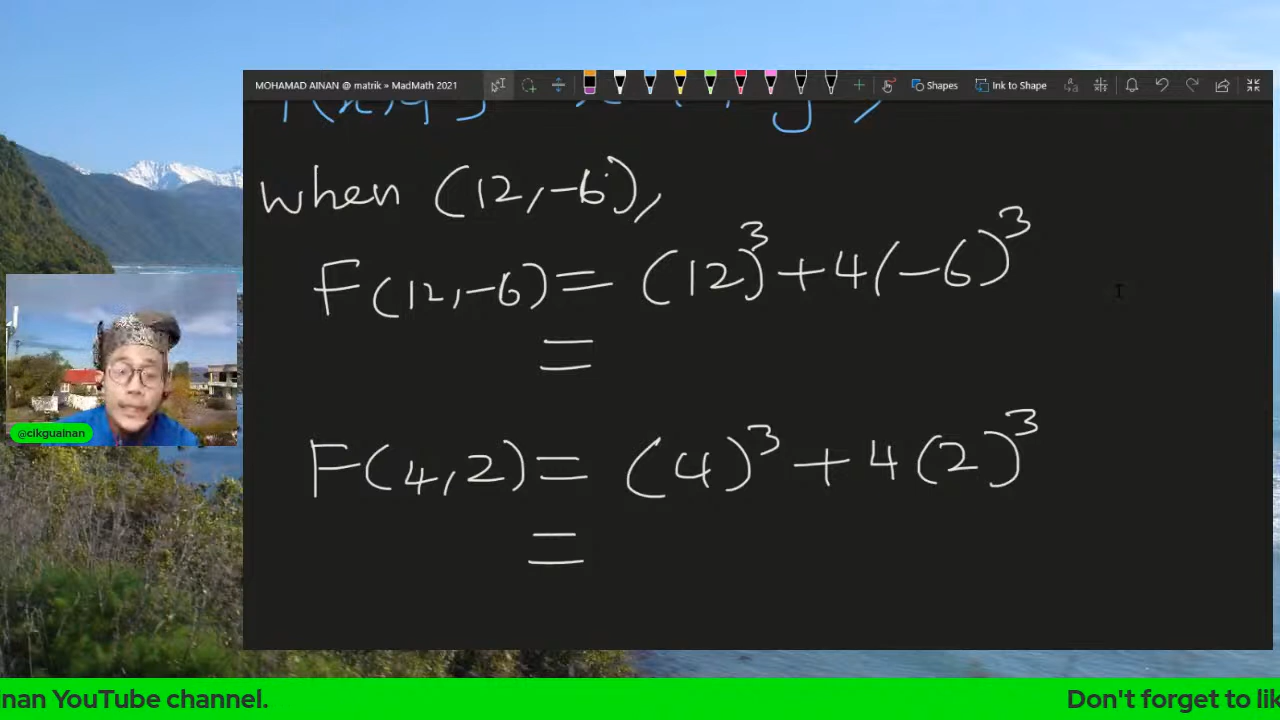 MOHAMAD AINAN @ matrik » MadMath 2021
Shapes
Ink to Shape
when (12,-6),
F(12,-6) = (12)³ + 4(-6)³
=
F(4,2) = (4)³ + 4(2)³
=
@cikguainan
nan YouTube channel.
Don't forget to lik